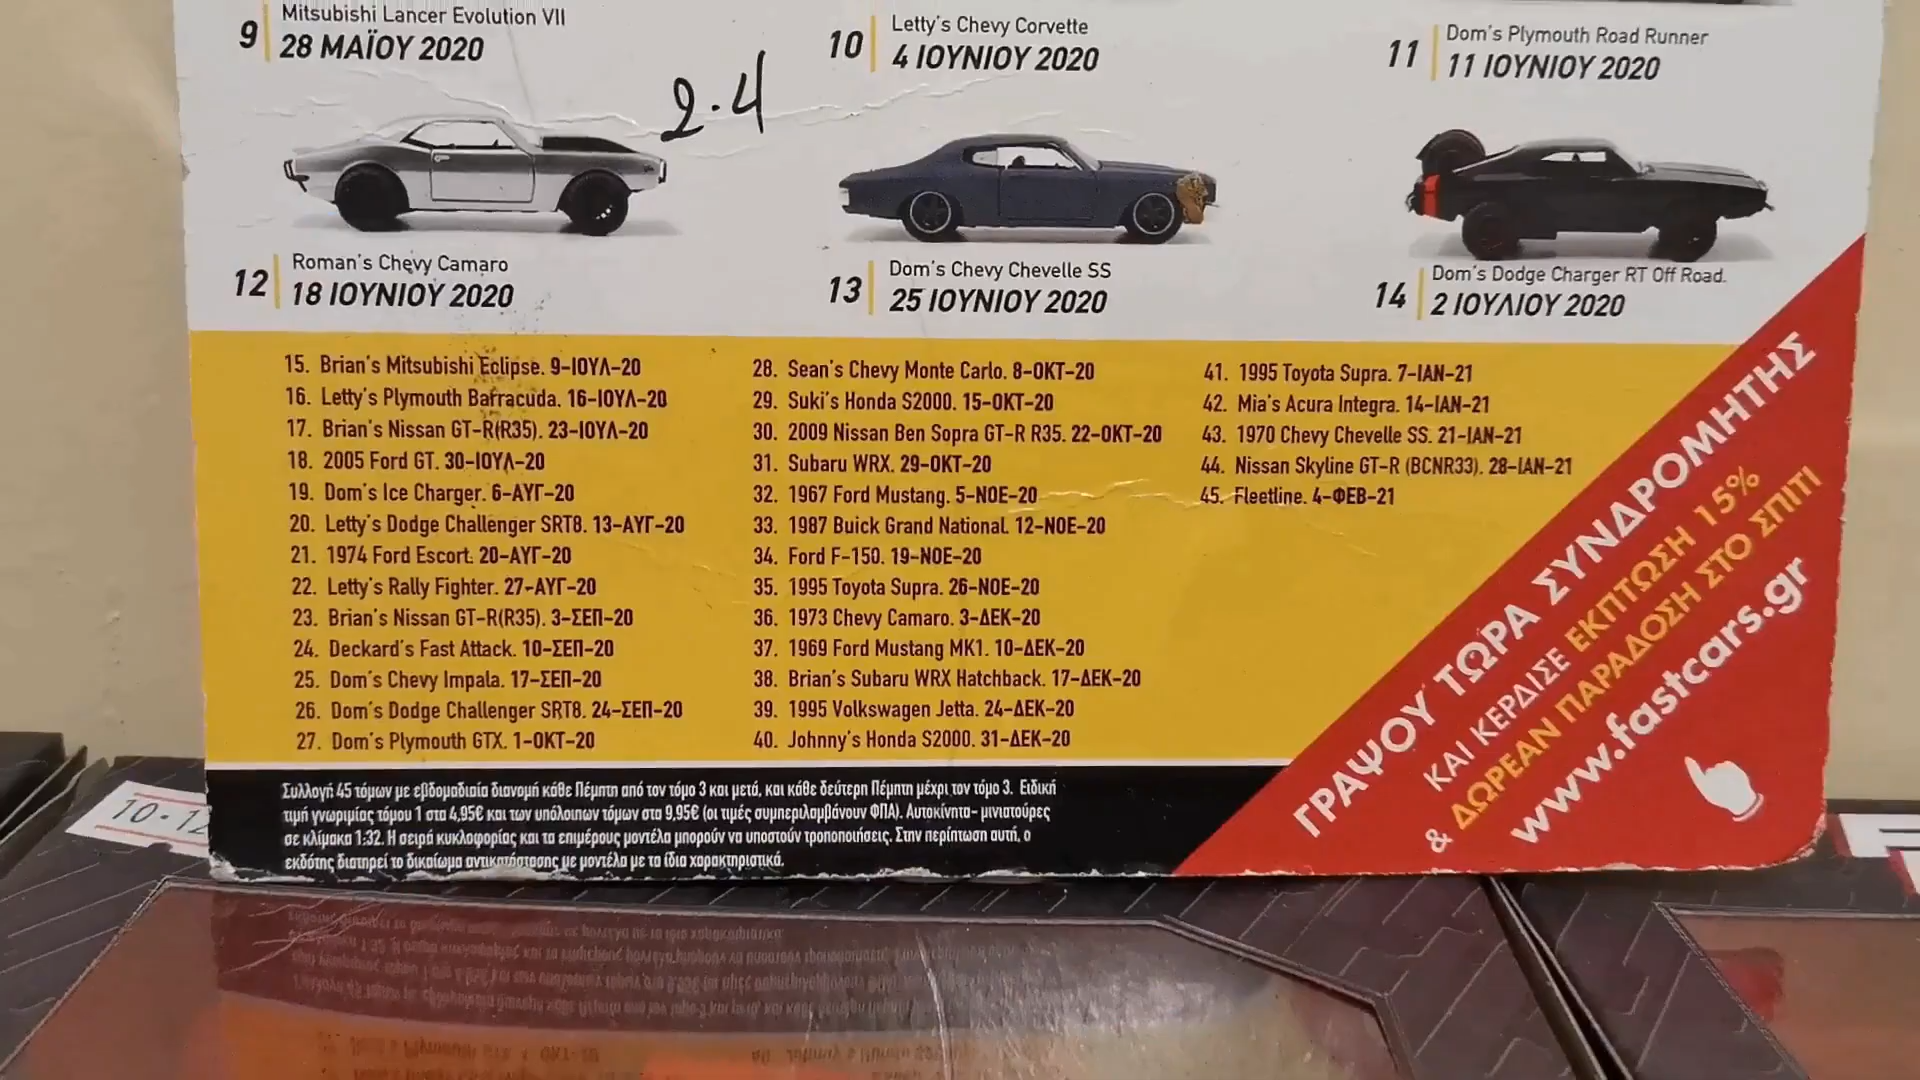 9
Mitsubishi Lancer Evolution VII
28 ΜΑΪΟΥ 2020
10
Letty's Chevy Corvette
4 ΙΟΥΝΙΟΥ 2020
11
Dom's Plymouth Road Runner
11 ΙΟΥΝΙΟΥ 2020
2.4
12
Roman's Chevy Camaro
18 ΙΟΥΝΙΟΥ 2020
13
Dom's Chevy Chevelle SS
25 ΙΟΥΝΙΟΥ 2020
14
Dom's Dodge Charger RT Off Road.
2 ΙΟΥΛΙΟΥ 2020
15. Brian's Mitsubishi Eclipse. 9-ΙΟΥΛ-20
16. Letty's Plymouth Barracuda. 16-ΙΟΥΛ-20
17. Brian's Nissan GT-R(R35). 23-ΙΟΥΛ-20
18. 2005 Ford GT. 30-ΙΟΥΛ-20
19. Dom's Ice Charger. 6-ΑΥΓ-20
20. Letty's Dodge Challenger SRT8. 13-ΑΥΓ-20
21. 1974 Ford Escort. 20-ΑΥΓ-20
22. Letty's Rally Fighter. 27-ΑΥΓ-20
23. Brian's Nissan GT-R(R35). 3-ΣΕΠ-20
24. Deckard's Fast Attack. 10-ΣΕΠ-20
25. Dom's Chevy Impala. 17-ΣΕΠ-20
26. Dom's Dodge Challenger SRT8. 24-ΣΕΠ-20
27. Dom's Plymouth GTX. 1-ΟΚΤ-20
28. Sean's Chevy Monte Carlo. 8-ΟΚΤ-20
29. Suki's Honda S2000. 15-ΟΚΤ-20
30. 2009 Nissan Ben Sopra GT-R R35. 22-ΟΚΤ-20
31. Subaru WRX. 29-ΟΚΤ-20
32. 1967 Ford Mustang. 5-ΝΟΕ-20
33. 1987 Buick Grand National. 12-ΝΟΕ-20
34. Ford F-150. 19-ΝΟΕ-20
35. 1995 Toyota Supra. 26-ΝΟΕ-20
36. 1973 Chevy Camaro. 3-ΔΕΚ-20
37. 1969 Ford Mustang MK1. 10-ΔΕΚ-20
38. Brian's Subaru WRX Hatchback. 17-ΔΕΚ-20
39. 1995 Volkswagen Jetta. 24-ΔΕΚ-20
40. Johnny's Honda S2000. 31-ΔΕΚ-20
41. 1995 Toyota Supra. 7-ΙΑΝ-21
42. Mia's Acura Integra. 14-ΙΑΝ-21
43. 1970 Chevy Chevelle SS. 21-ΙΑΝ-21
44. Nissan Skyline GT-R (BCNR33). 28-ΙΑΝ-21
45. Fleetline. 4-ΦΕΒ-21
ΓΡΑΨΟΥ ΤΩΡΑ ΣΥΝΔΡΟΜΗΤΗΣ
ΚΑΙ ΚΕΡΔΙΣΕ ΕΚΠΤΩΣΗ 15%
& ΔΩΡΕΑΝ ΠΑΡΑΔΟΣΗ ΣΤΟ ΣΠΙΤΙ
www.fastcars.gr
Συλλογή 45 τόμων με εβδομαδιαία διανομή κάθε Πέμπτη από τον τόμο 3 και μετά, και κάθε δεύτερη Πέμπτη μέχρι τον τόμο 3. Ειδική
τιμή γνωριμίας τόμου 1 στα 4,95€ και των υπόλοιπων τόμων στα 9,95€ (οι τιμές συμπεριλαμβάνουν ΦΠΑ). Αυτοκίνητα- μινιατούρες
σε κλίμακα 1:32. Η σειρά κυκλοφορίας και τα επιμέρους μοντέλα μπορούν να υποστούν τροποποιήσεις. Στην περίπτωση αυτή, ο
εκδότης διατηρεί το δικαίωμα αντικατάστασης με μοντέλα με τα ίδια χαρακτηριστικά.
10-12